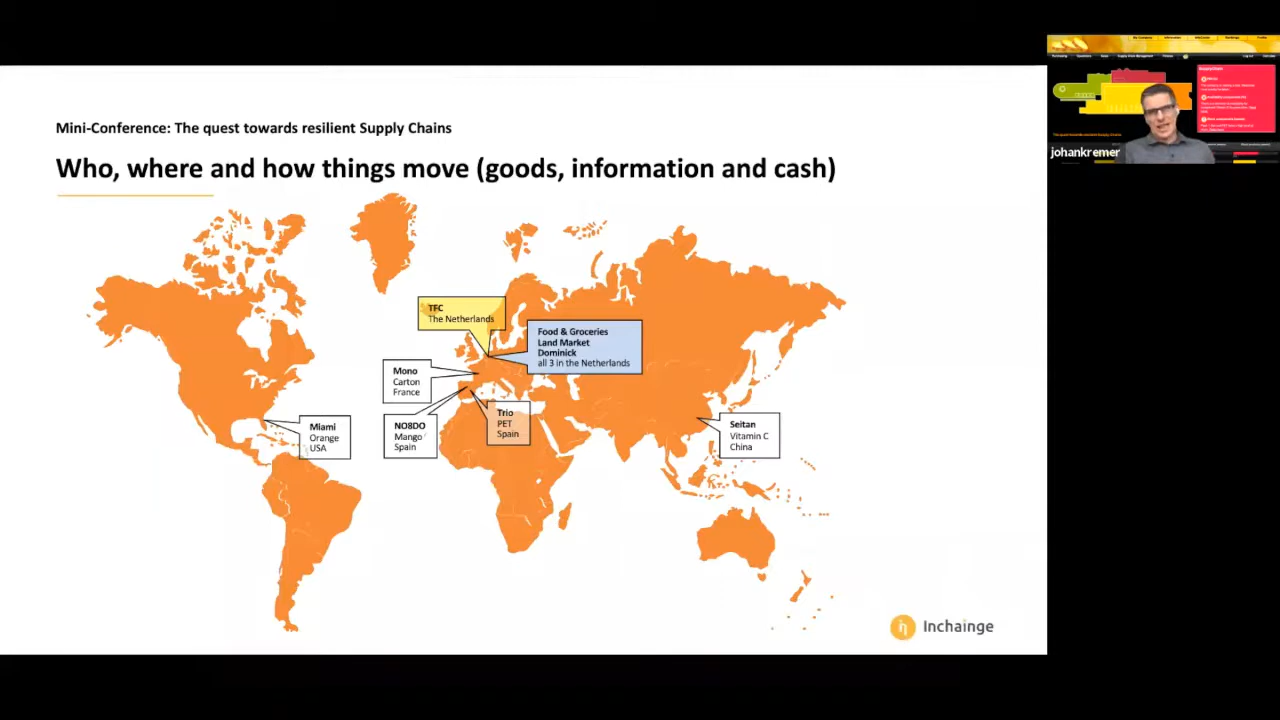 Mini-Conference: The quest towards resilient Supply Chains
Who, where and how things move (goods, information and cash)
TFC
The Netherlands
Food & Groceries
Land Market
Dominick
all 3 in the Netherlands
Mono
Carton
France
Miami
Orange
USA
NO8DO
Mango
Spain
Trio
PET
Spain
Seitan
Vitamin C
China
Inchainge
johankremer